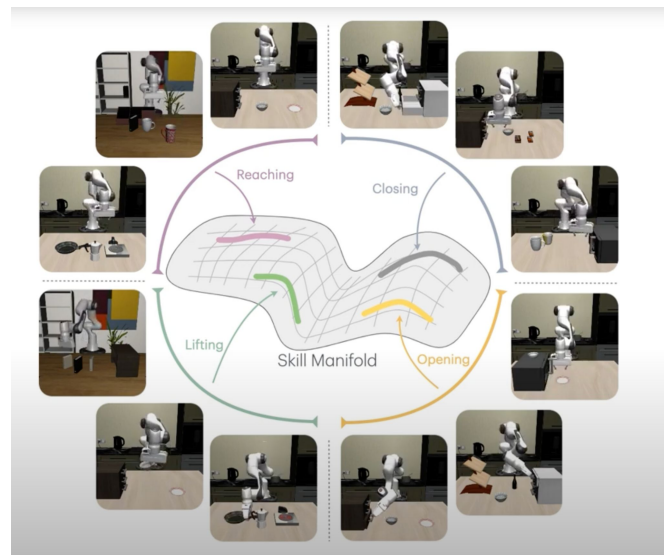 Reaching
Closing
Lifting
Skill Manifold
Opening